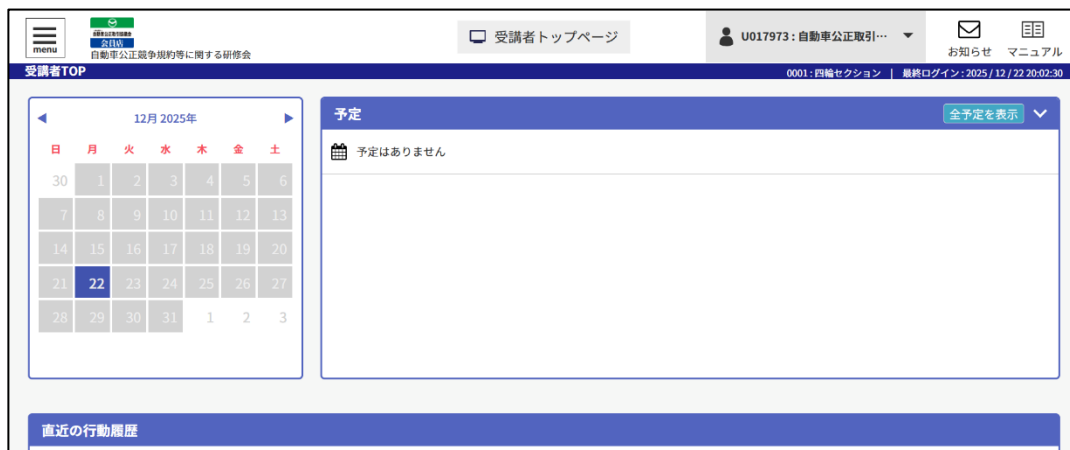 menu
会員店
自動車公正競争規約等に関する研修会
受講者トップページ
U017973 : 自動車公正取引…
お知らせ
マニュアル
受講者TOP
0001 : 四輪セクション | 最終ログイン : 2025 / 12 / 22 20:02:30
12月 2025年
日 月 火 水 木 金 土
30 1 2 3 4 5 6
7 8 9 10 11 12 13
14 15 16 17 18 19 20
21 22 23 24 25 26 27
28 29 30 31 1 2 3
予定
全予定を表示
予定はありません
直近の行動履歴